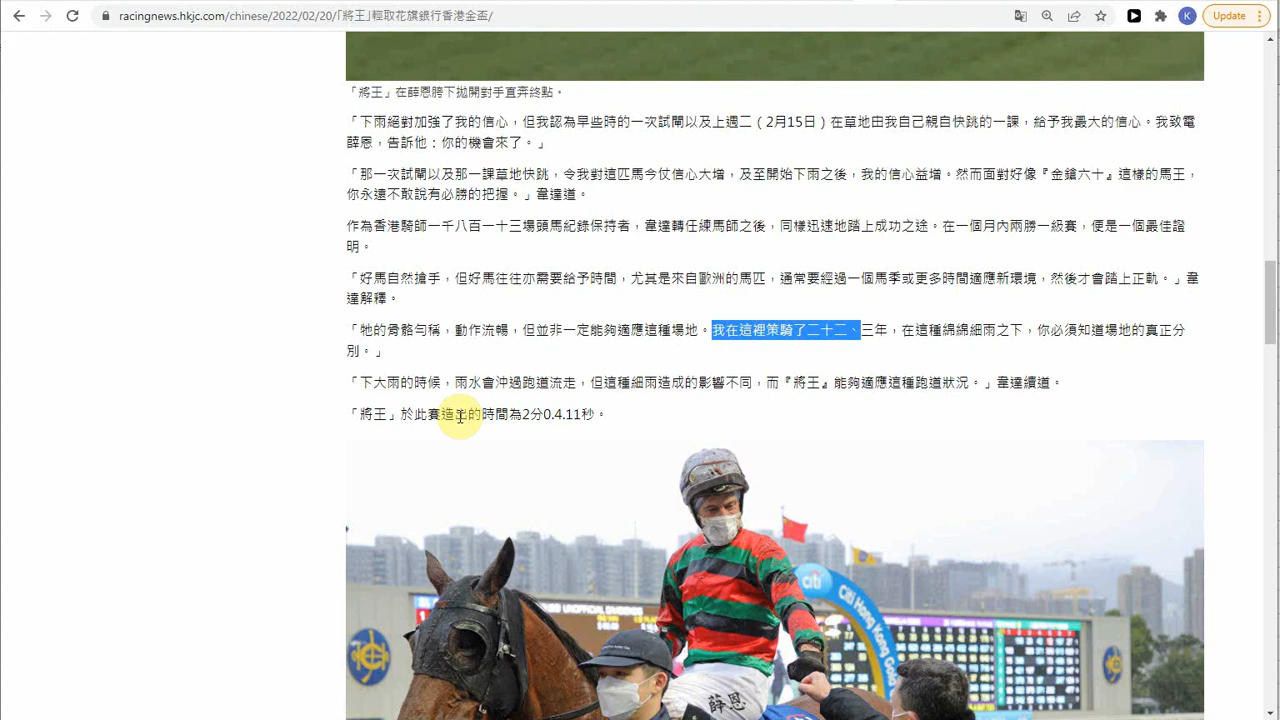 racingnews.hkjc.com/chinese/2022/02/20/「將王」輕取花旗銀行香港金盃/
K
Update
「將王」在薛恩胯下拋開對手直奔終點。
「下雨絕對加強了我的信心，但我認為早些時的一次試閘以及上週二（2月15日）在草地由我自己親自快跳的一課，給予我最大的信心。我致電
薛恩，告訴他：你的機會來了。」
「那一次試閘以及那一課草地快跳，令我對這匹馬今仗信心大增，及至開始下雨之後，我的信心益增。然而面對好像『金鎗六十』這樣的馬王，
你永遠不敢說有必勝的把握。」韋達道。
作為香港騎師一千八百一十三場頭馬紀錄保持者，韋達轉任練馬師之後，同樣迅速地踏上成功之途。在一個月內兩勝一級賽，便是一個最佳證
明。
「好馬自然搶手，但好馬往往亦需要給予時間，尤其是來自歐洲的馬匹，通常要經過一個馬季或更多時間適應新環境，然後才會踏上正軌。」韋
達解釋。
「牠的骨骼勻稱，動作流暢，但並非一定能夠適應這種場地。我在這裡策騎了二十二、三年，在這種綿綿細雨之下，你必須知道場地的真正分
別。」
「下大雨的時候，雨水會沖過跑道流走，但這種細雨造成的影響不同，而『將王』能夠適應這種跑道狀況。」韋達續道。
「將王」於此賽造出的時間為2分0.4.11秒。
citi
Citi Hong Kong Gold
薛恩